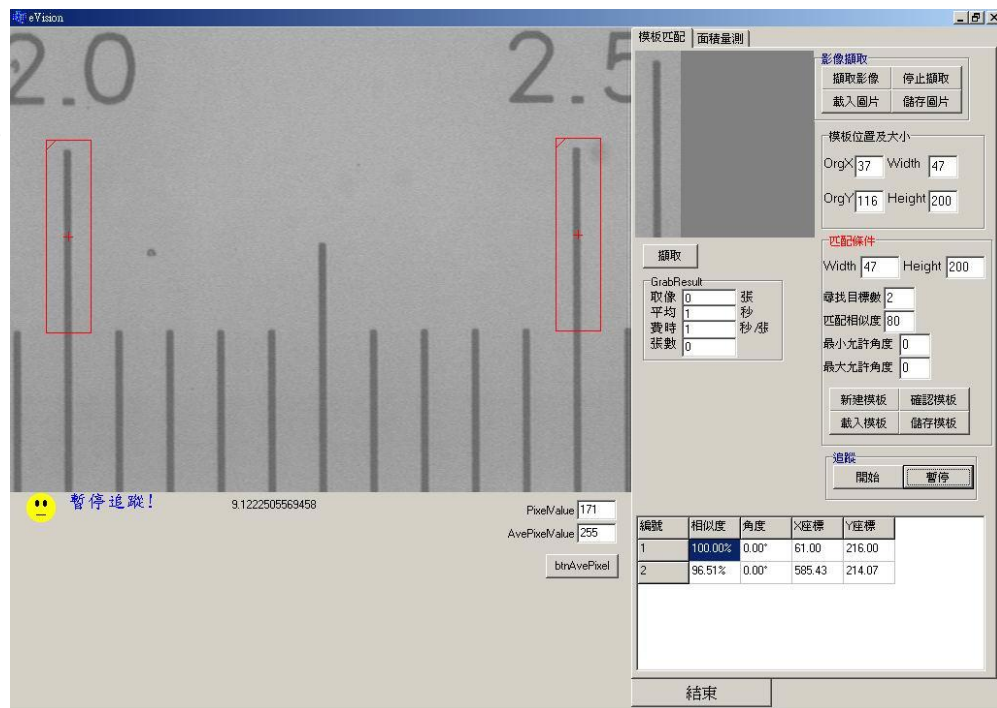 eVision
2.0 2.5
模板匹配 面積量測
影像擷取
擷取影像 停止擷取
載入圖片 儲存圖片
模板位置及大小
OrgX 37 Width 47
OrgY 116 Height 200
擷取
GrabResult
取像 0 張
平均 1 秒
費時 1 秒/張
張數 0
匹配條件
Width 47 Height 200
尋找目標數 2
匹配相似度 80
最小允許角度 0
最大允許角度 0
新建模板 確認模板
載入模板 儲存模板
追蹤
開始 暫停
暫停追蹤!
9.1222505569458
PixelValue 171
AvePixelValue 255
btnAvePixel
編號 相似度 角度 X座標 Y座標
1 100.00% 0.00° 61.00 216.00
2 96.51% 0.00° 585.43 214.07
結束